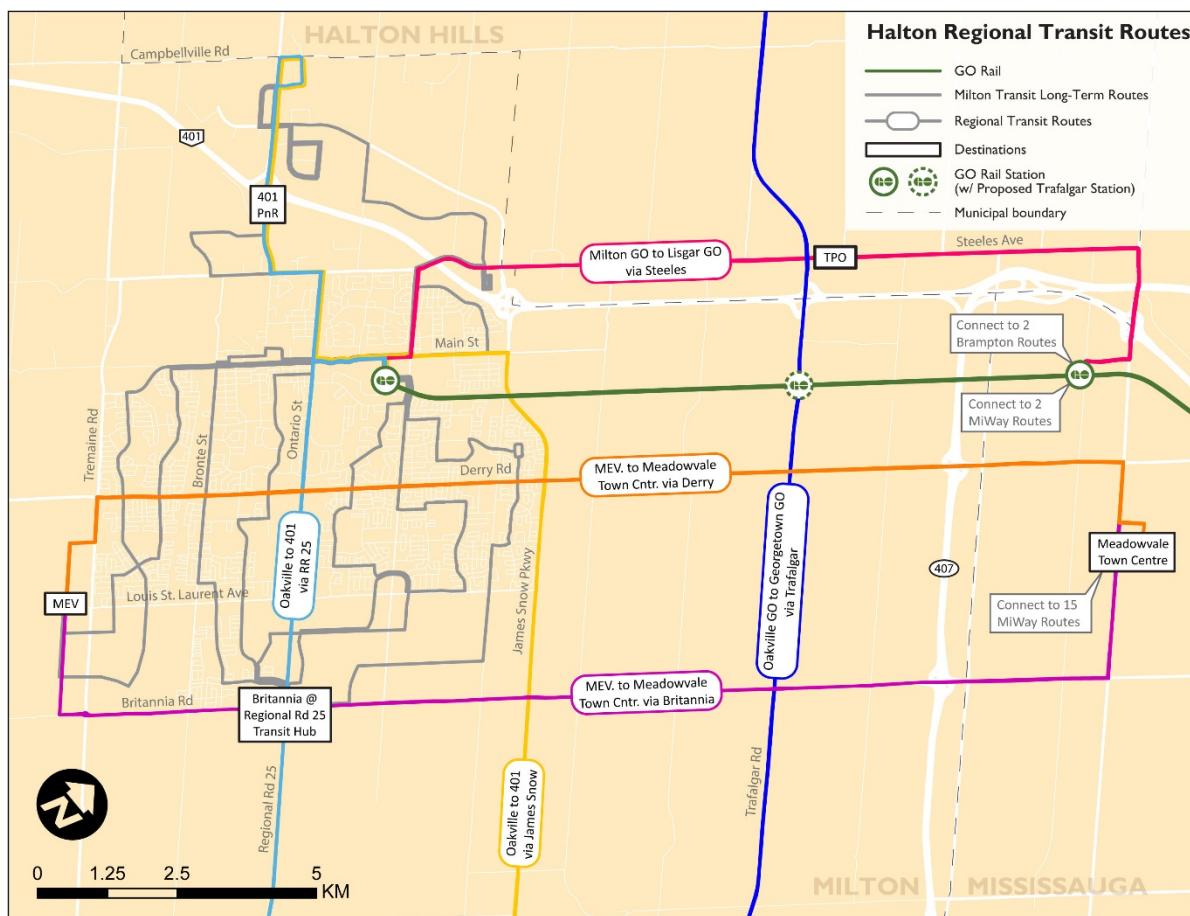 HALTON HILLS
Campbellville Rd
401
401
PnR
Halton Regional Transit Routes
GO Rail
Milton Transit Long-Term Routes
Regional Transit Routes
Destinations
GO
GO
GO Rail Station
(w/ Proposed Trafalgar Station)
Municipal boundary
Steeles Ave
Milton GO to Lisgar GO
via Steeles
TPO
Main St
Connect to 2
Brampton Routes
GO
GO
GO
Connect to 2
MiWay Routes
Tremaine Rd
Bronte St
Ontario St
Derry Rd
MEV. to Meadowvale
Town Cntr. via Derry
Oakville to 401
via RR 25
James Snow Pkwy
Oakville GO to Georgetown GO
via Trafalgar
407
Meadowvale
Town Centre
Connect to 15
MiWay Routes
MEV
Louis St. Laurent Ave
Britannia Rd
Britannia @
Regional Rd 25
Transit Hub
MEV. to Meadowvale
Town Cntr. via Britannia
Regional Rd 25
Oakville to 401
via James Snow
Trafalgar Rd
N
0 1.25 2.5 5
KM
MILTON
MISSISSAUGA